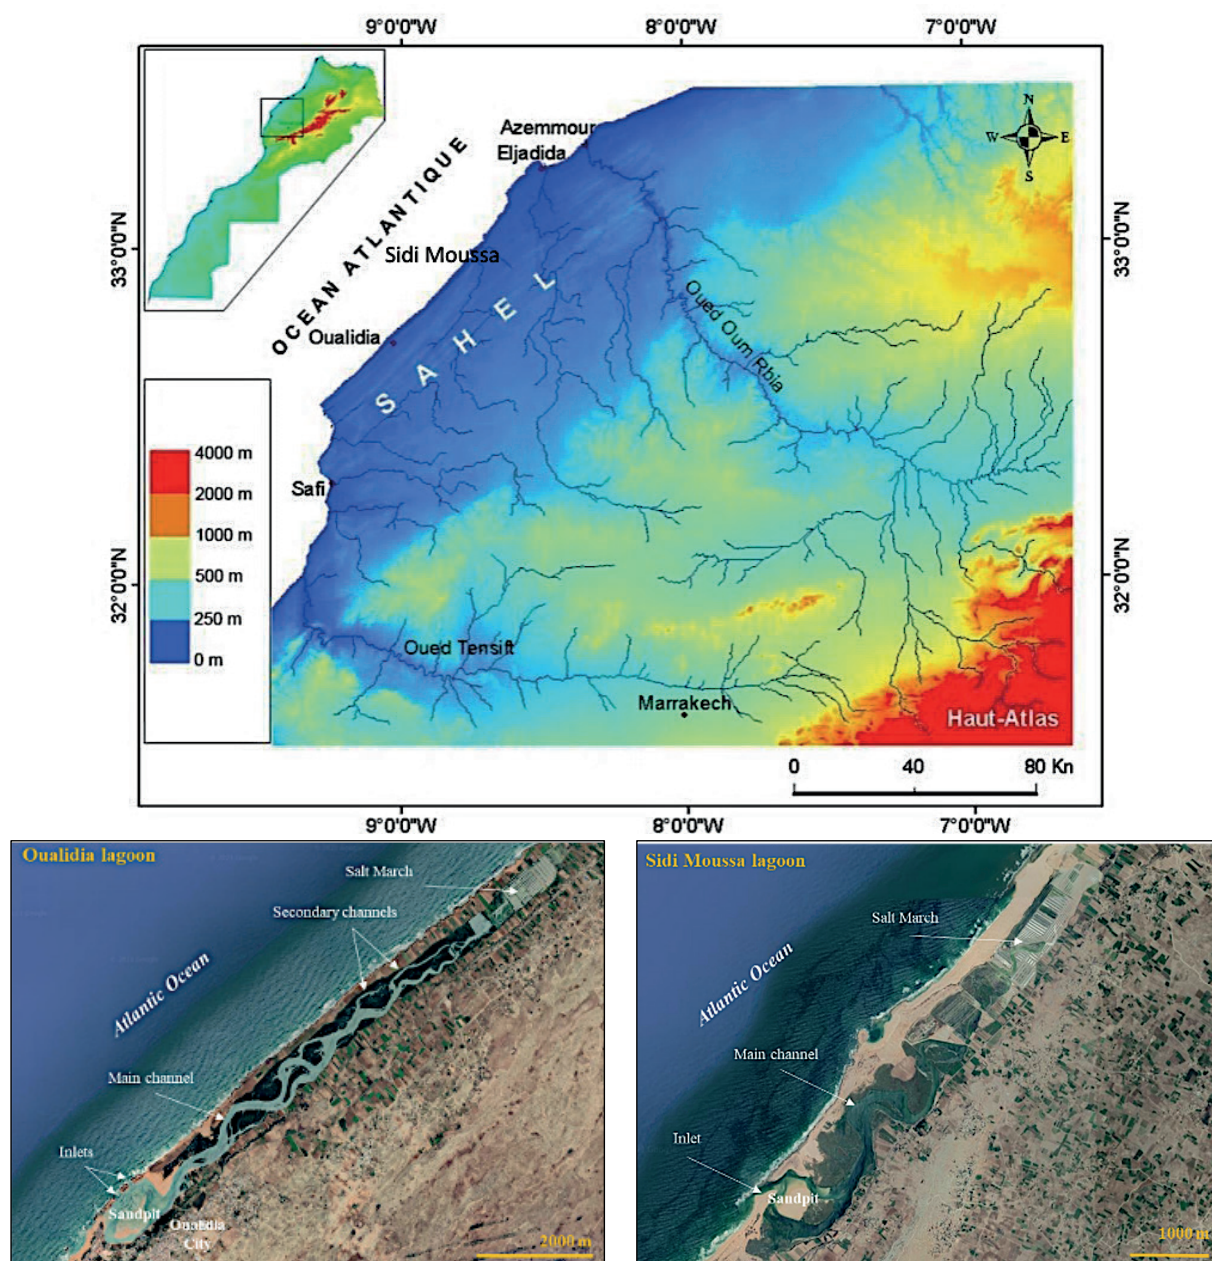 9°0'0"W 8°0'0"W 7°0'0"W
N
W E
S
Azemmour
Eljadida
OCEAN ATLANTIQUE
33°0'0"N
33°0'0"N
Sidi Moussa
SAHEL
Oualidia
Oued Oum Rbia
4000 m
2000 m
1000 m
500 m
250 m
0 m
Safi
32°0'0"N
32°0'0"N
Oued Tensift
Marrakech
Haut-Atlas
0 40 80 Kn
9°0'0"W 8°0'0"W 7°0'0"W
Oualidia lagoon
Salt March
Secondary channels
Atlantic Ocean
Main channel
Inlets
Sandpit
Oualidia
City
2000 m
Sidi Moussa lagoon
Salt March
Atlantic Ocean
Main channel
Inlet
Sandpit
1000 m